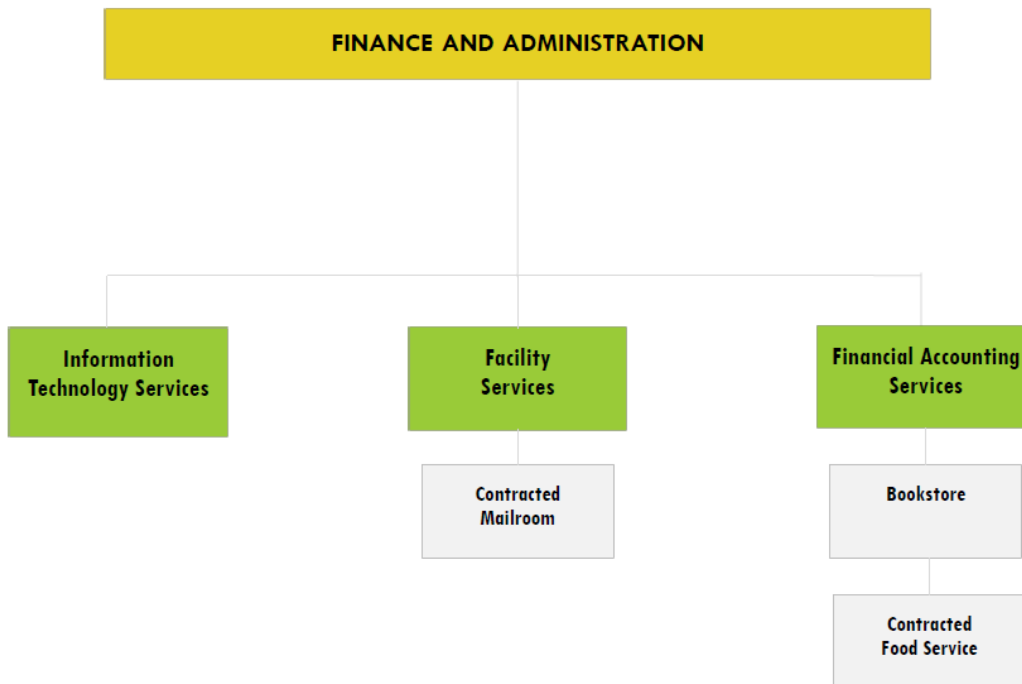 FINANCE AND ADMINISTRATION
Information
Technology Services
Facility
Services
Financial Accounting
Services
Contracted
Mailroom
Bookstore
Contracted
Food Service